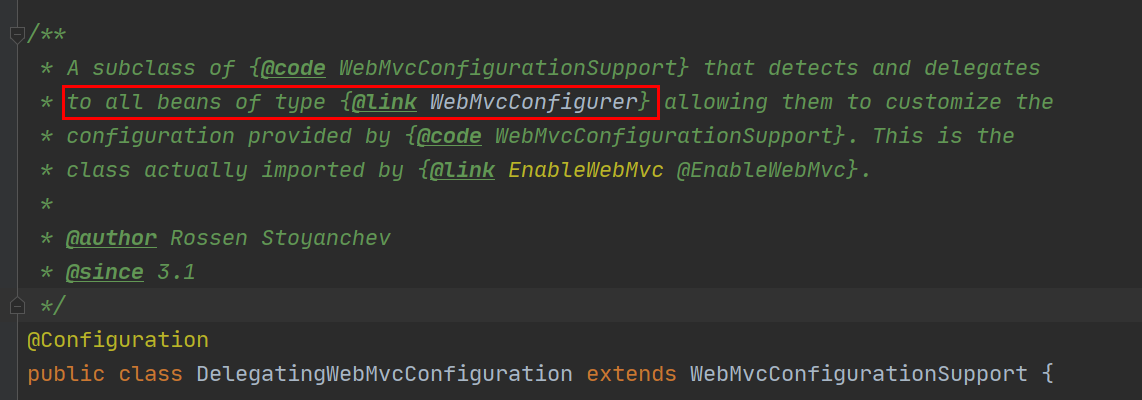 /**
* A subclass of {@code WebMvcConfigurationSupport} that detects and delegates
* to all beans of type {@link WebMvcConfigurer} allowing them to customize the
* configuration provided by {@code WebMvcConfigurationSupport}. This is the
* class actually imported by {@link EnableWebMvc @EnableWebMvc}.
*
* @author Rossen Stoyanchev
* @since 3.1
*/
@Configuration
public class DelegatingWebMvcConfiguration extends WebMvcConfigurationSupport {